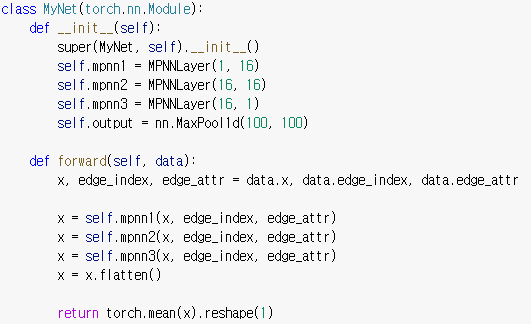 class MyNet(torch.nn.Module):
    def __init__(self):
        super(MyNet, self).__init__()
        self.mpnn1 = MPNNLayer(1, 16)
        self.mpnn2 = MPNNLayer(16, 16)
        self.mpnn3 = MPNNLayer(16, 1)
        self.output = nn.MaxPool1d(100, 100)

    def forward(self, data):
        x, edge_index, edge_attr = data.x, data.edge_index, data.edge_attr

        x = self.mpnn1(x, edge_index, edge_attr)
        x = self.mpnn2(x, edge_index, edge_attr)
        x = self.mpnn3(x, edge_index, edge_attr)
        x = x.flatten()

        return torch.mean(x).reshape(1)